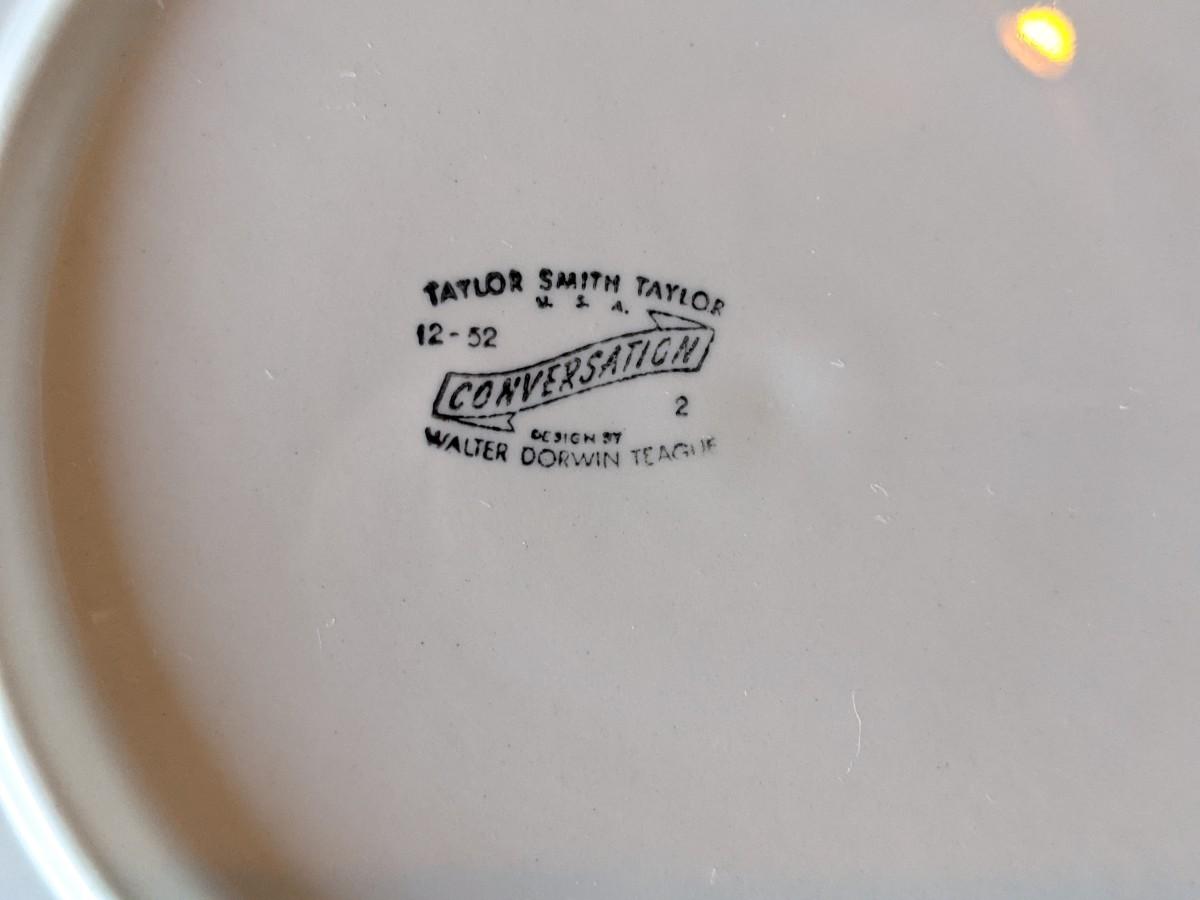 TAYLOR SMITH TAYLOR
U. S. A.
12-52
CONVERSATION
2
DESIGN BY
WALTER DORWIN TEAGUE